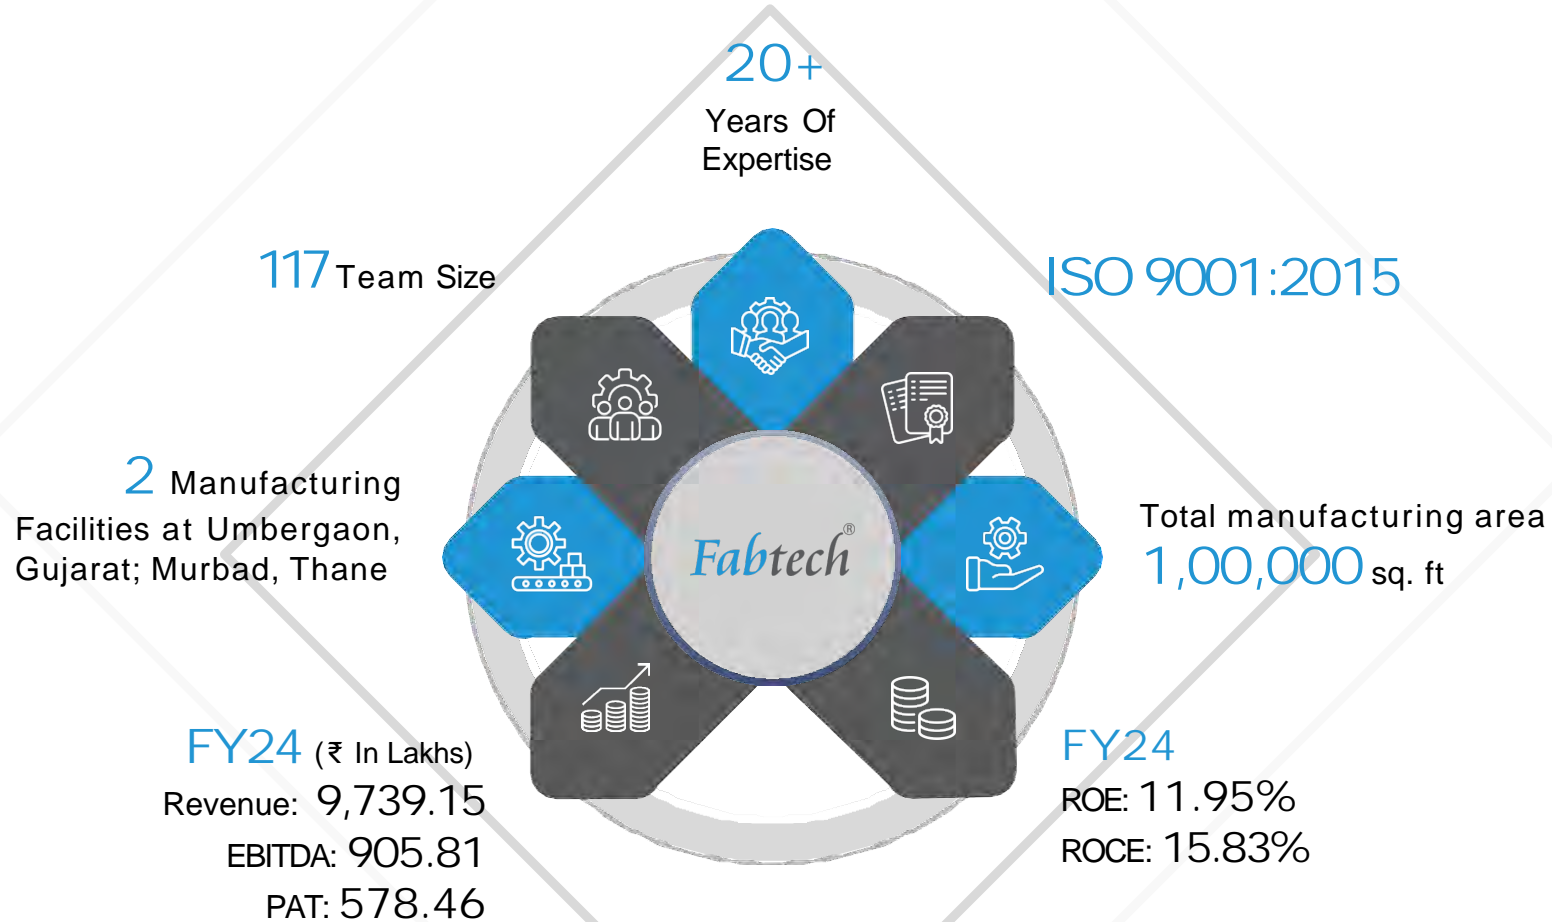 20+
Years Of
Expertise
117 Team Size
ISO 9001:2015
2 Manufacturing
Facilities at Umbergaon,
Gujarat; Murbad, Thane
Fabtech®
Total manufacturing area
1,00,000 sq. ft
FY24 (₹ In Lakhs)
Revenue: 9,739.15
EBITDA: 905.81
PAT: 578.46
FY24
ROE: 11.95%
ROCE: 15.83%